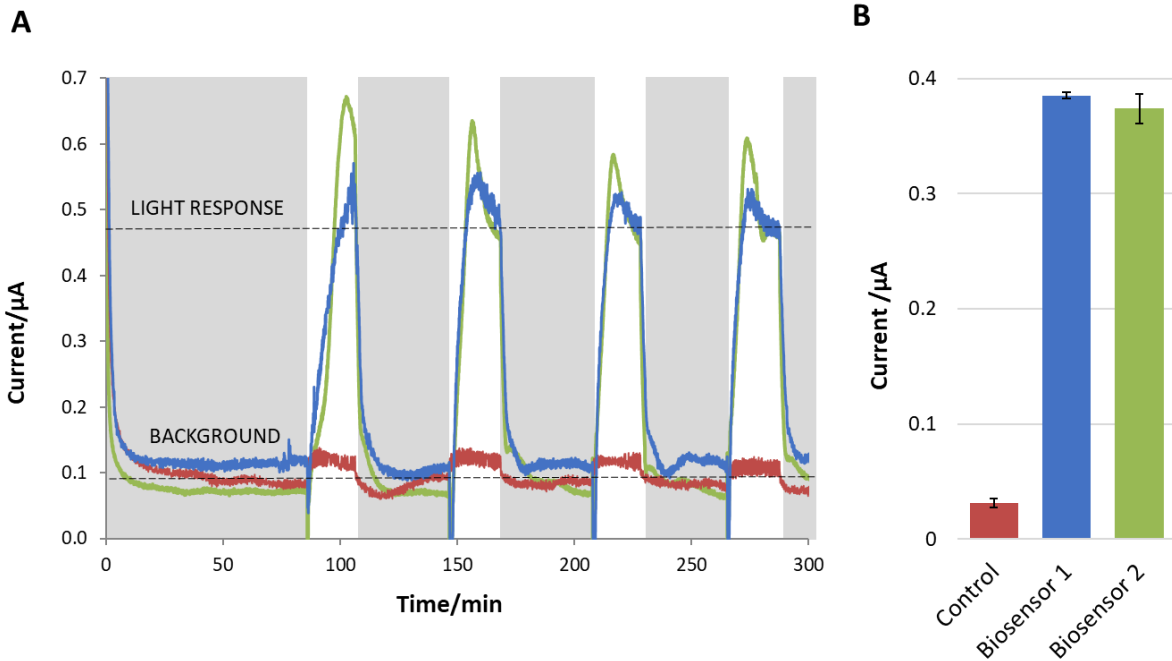 A
B
0.7
0.6
0.5
0.4
0.3
0.2
0.1
0.0
Current/µA
LIGHT RESPONSE
BACKGROUND
0
50
100
150
200
250
300
Time/min
0.4
0.3
0.2
0.1
0
Current /µA
Control
Biosensor 1
Biosensor 2